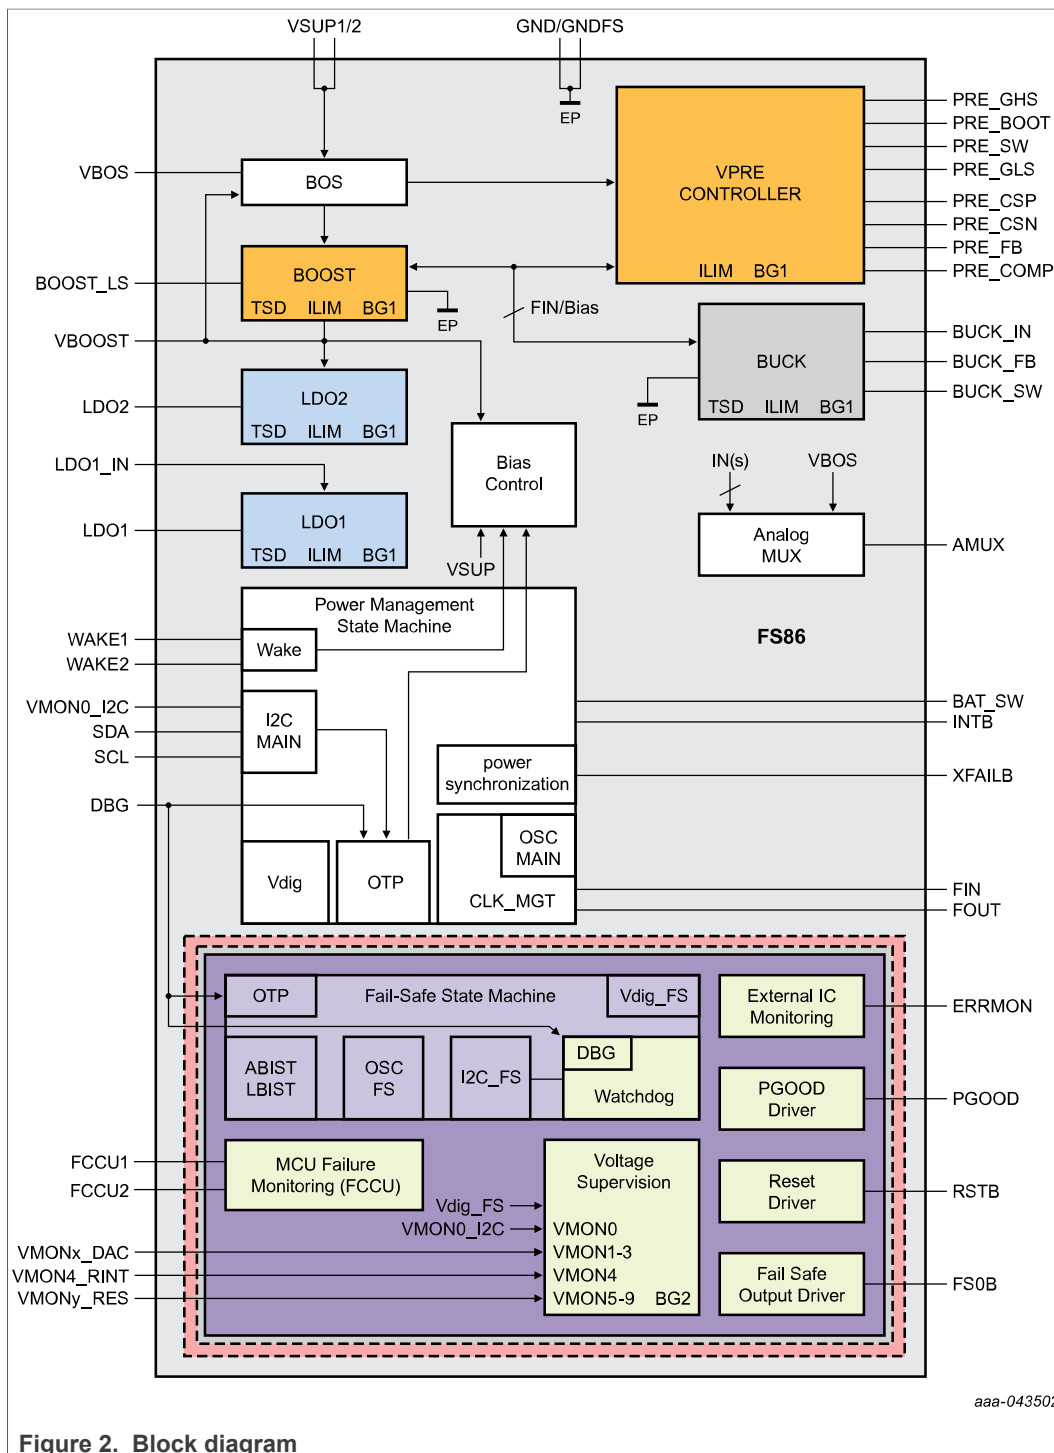 VSUP1/2
GND/GNDFS
EP
VPRE
CONTROLLER
ILIM BG1
PRE_GHS
PRE_BOOT
PRE_SW
PRE_GLS
PRE_CSP
PRE_CSN
PRE_FB
PRE_COMP
VBOS
BOS
BOOST_LS
BOOST
TSD ILIM BG1
EP
FIN/Bias
VBOOST
BUCK
TSD ILIM BG1
EP
BUCK_IN
BUCK_FB
BUCK_SW
LDO2
LDO2
TSD ILIM BG1
LDO1_IN
LDO1
LDO1
TSD ILIM BG1
Bias
Control
VSUP
IN(s)
VBOS
Analog
MUX
AMUX
FS86
Power Management
State Machine
WAKE1
WAKE2
Wake
VMON0_I2C
SDA
SCL
I2C
MAIN
DBG
BAT_SW
INTB
power
synchronization
XFAILB
Vdig
OTP
OSC
MAIN
CLK_MGT
FIN
FOUT
OTP
Fail-Safe State Machine
Vdig_FS
External IC
Monitoring
ERRMON
ABIST
LBIST
OSC
FS
I2C_FS
DBG
Watchdog
PGOOD
Driver
PGOOD
FCCU1
FCCU2
MCU Failure
Monitoring (FCCU)
Voltage
Supervision
Vdig_FS
VMON0_I2C
VMON0
VMON1-3
VMON4
VMON5-9 BG2
Reset
Driver
RSTB
VMONx_DAC
VMON4_RINT
VMONy_RES
Fail Safe
Output Driver
FS0B
aaa-043502
Figure 2. Block diagram